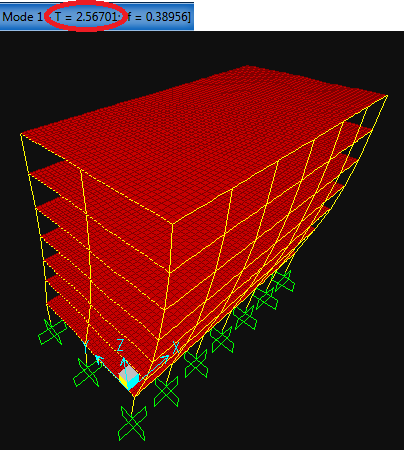 Mode 1 T = 2.56701; f = 0.38956]
Z
X